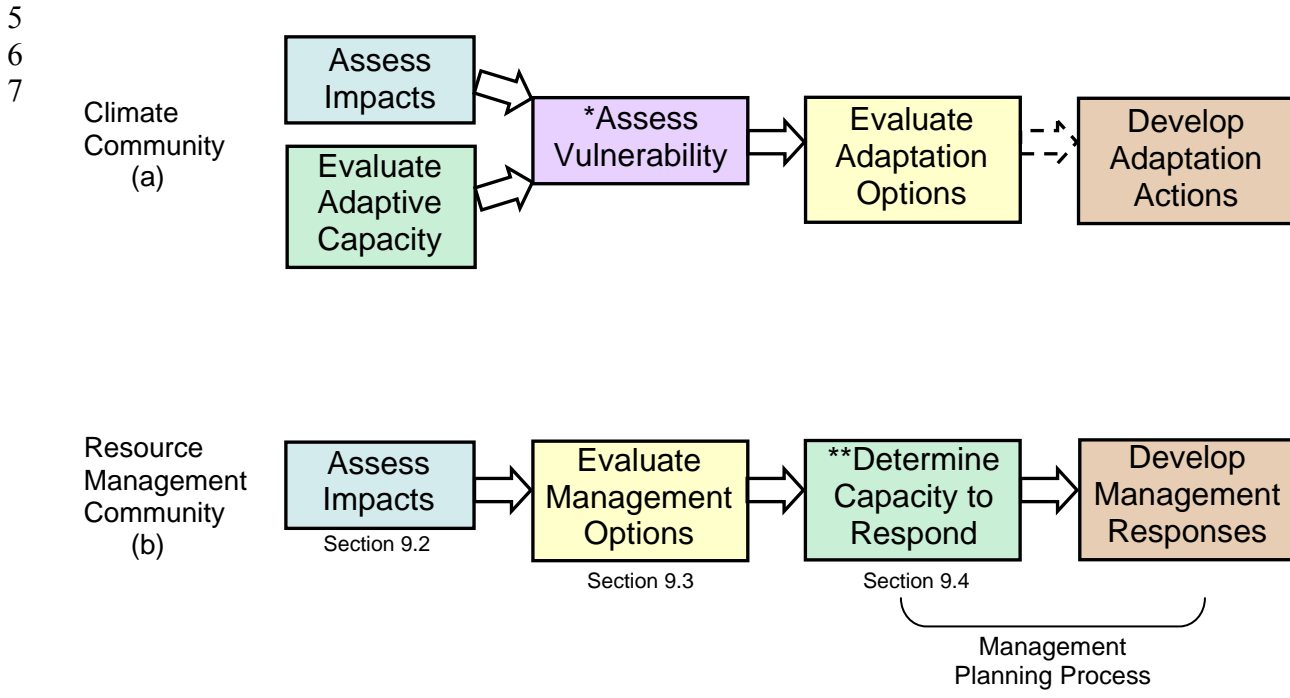 5
6
7
Climate
Community
(a)
Assess
Impacts
Evaluate
Adaptive
Capacity
*Assess
Vulnerability
Evaluate
Adaptation
Options
Develop
Adaptation
Actions
Resource
Management
Community
(b)
Assess
Impacts
Section 9.2
Evaluate
Management
Options
Section 9.3
**Determine
Capacity to
Respond
Section 9.4
Develop
Management
Responses
Management
Planning Process